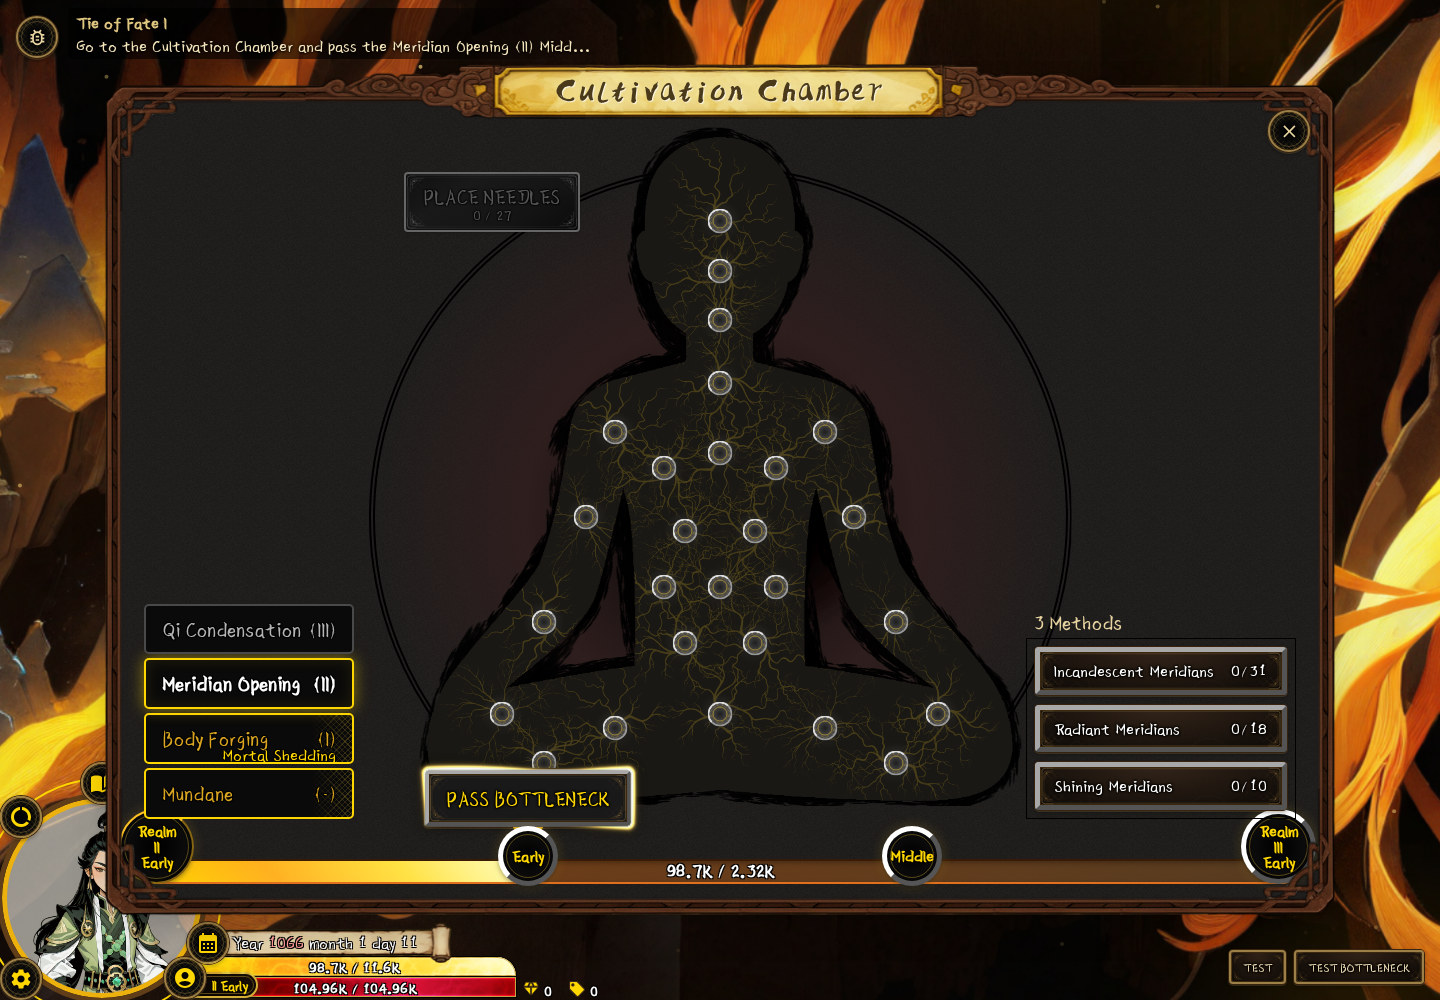 Tie of Fate I
Go to the Cultivation Chamber and pass the Meridian Opening (II) Midd...
Cultivation Chamber
PLACE NEEDLES
0 / 27
Qi Condensation (III)
Meridian Opening (II)
Body Forging (I)
Mortal Shedding
Mundane (-)
3 Methods
Incandescent Meridians 0/31
Radiant Meridians 0/18
Shining Meridians 0/10
PASS BOTTLENECK
Realm
II
Early
Early
98.7K / 2.32K
Middle
Realm
III
Early
Year 1066 month 1 day 11
98.7K / 11.6K
II Early
104.96K / 104.96K
0
0
TEST
TEST BOTTLENECK